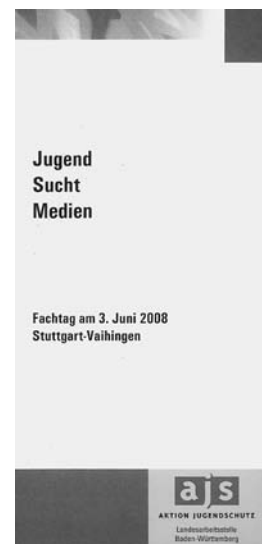 Jugend
Sucht
Medien
Fachtag am 3. Juni 2008
Stuttgart-Vaihingen
ajs
AKTION JUGENDSCHUTZ
Landesarbeitsstelle
Baden-Württemberg